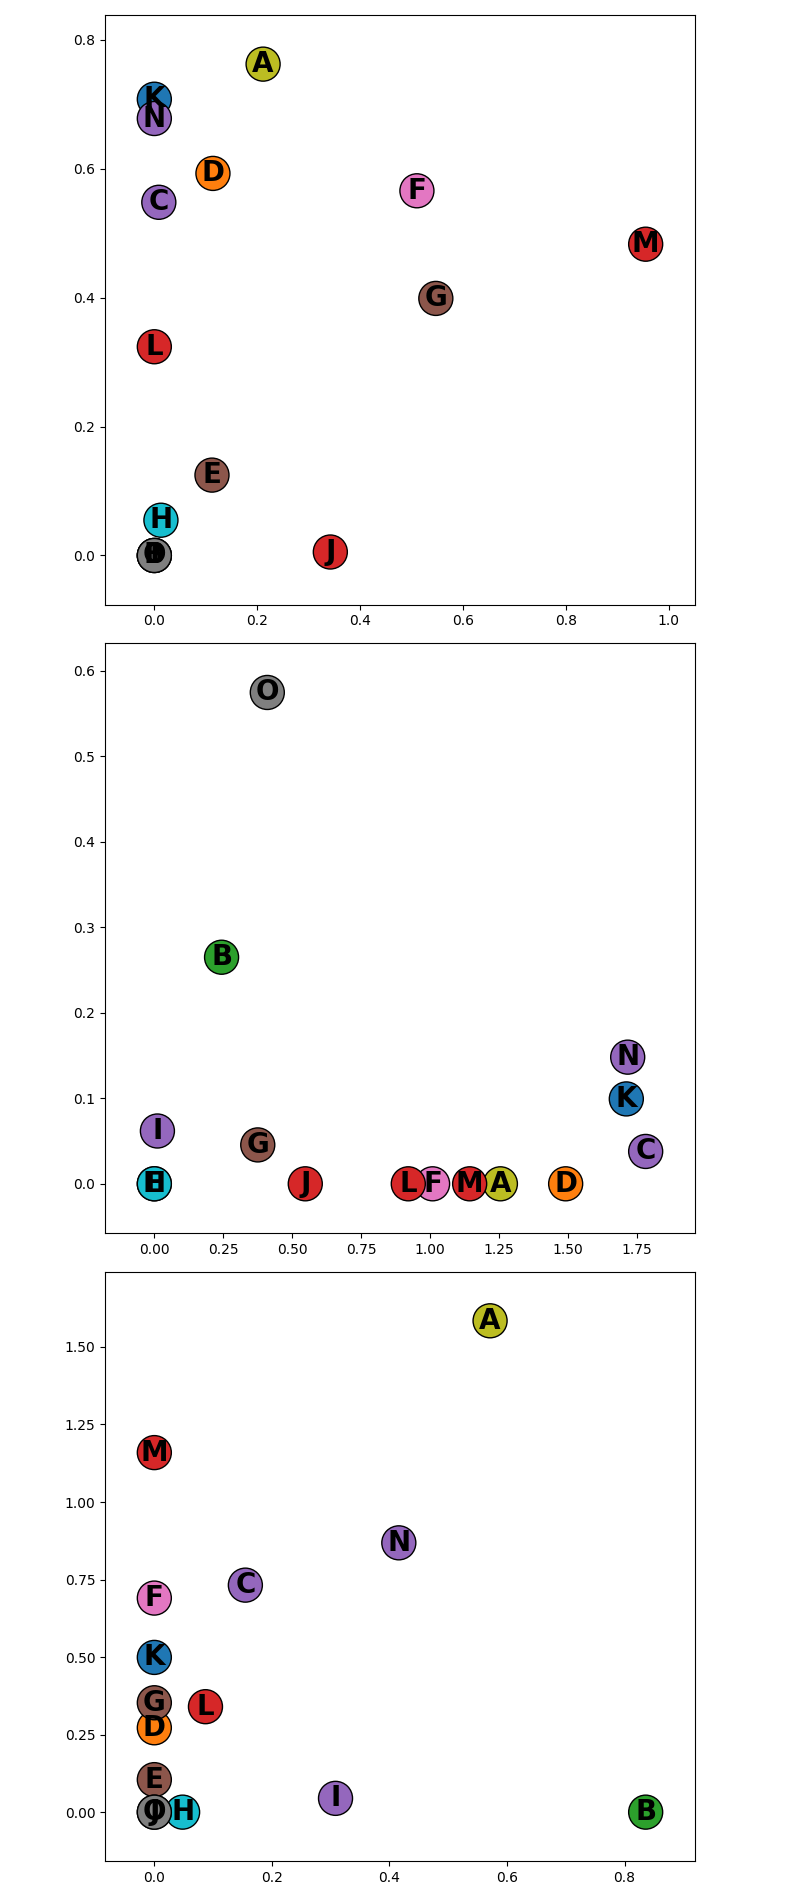 0.8
A
K
N
0.6
D
F
C
M
0.4
G
L
0.2
E
H
0.0
J
0.0 0.2 0.4 0.6 0.8 1.0
0.6
O
0.5
0.4
0.3
B
0.2
N
0.1
K
I
G
C
0.0
H
J
L F M A D
0.00 0.25 0.50 0.75 1.00 1.25 1.50 1.75
A
1.50
1.25
M
1.00
N
0.75
C
F
0.50
K
G
L
0.25
D
E
I
0.00
O H B
0.0 0.2 0.4 0.6 0.8